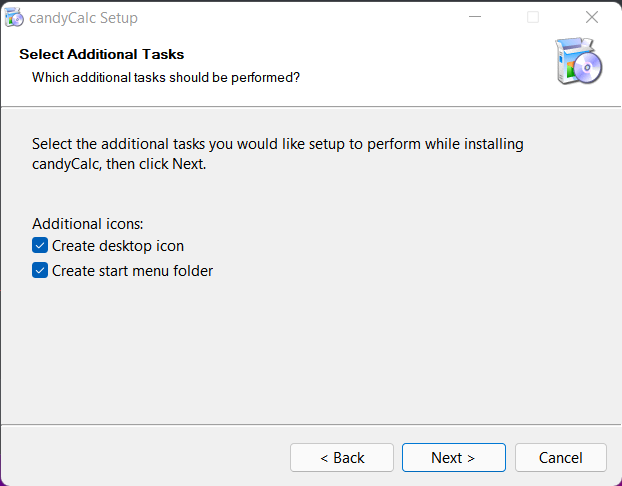 candyCalc Setup
Select Additional Tasks
Which additional tasks should be performed?
Select the additional tasks you would like setup to perform while installing
candyCalc, then click Next.
Additional icons:
Create desktop icon
Create start menu folder
< Back
Next >
Cancel